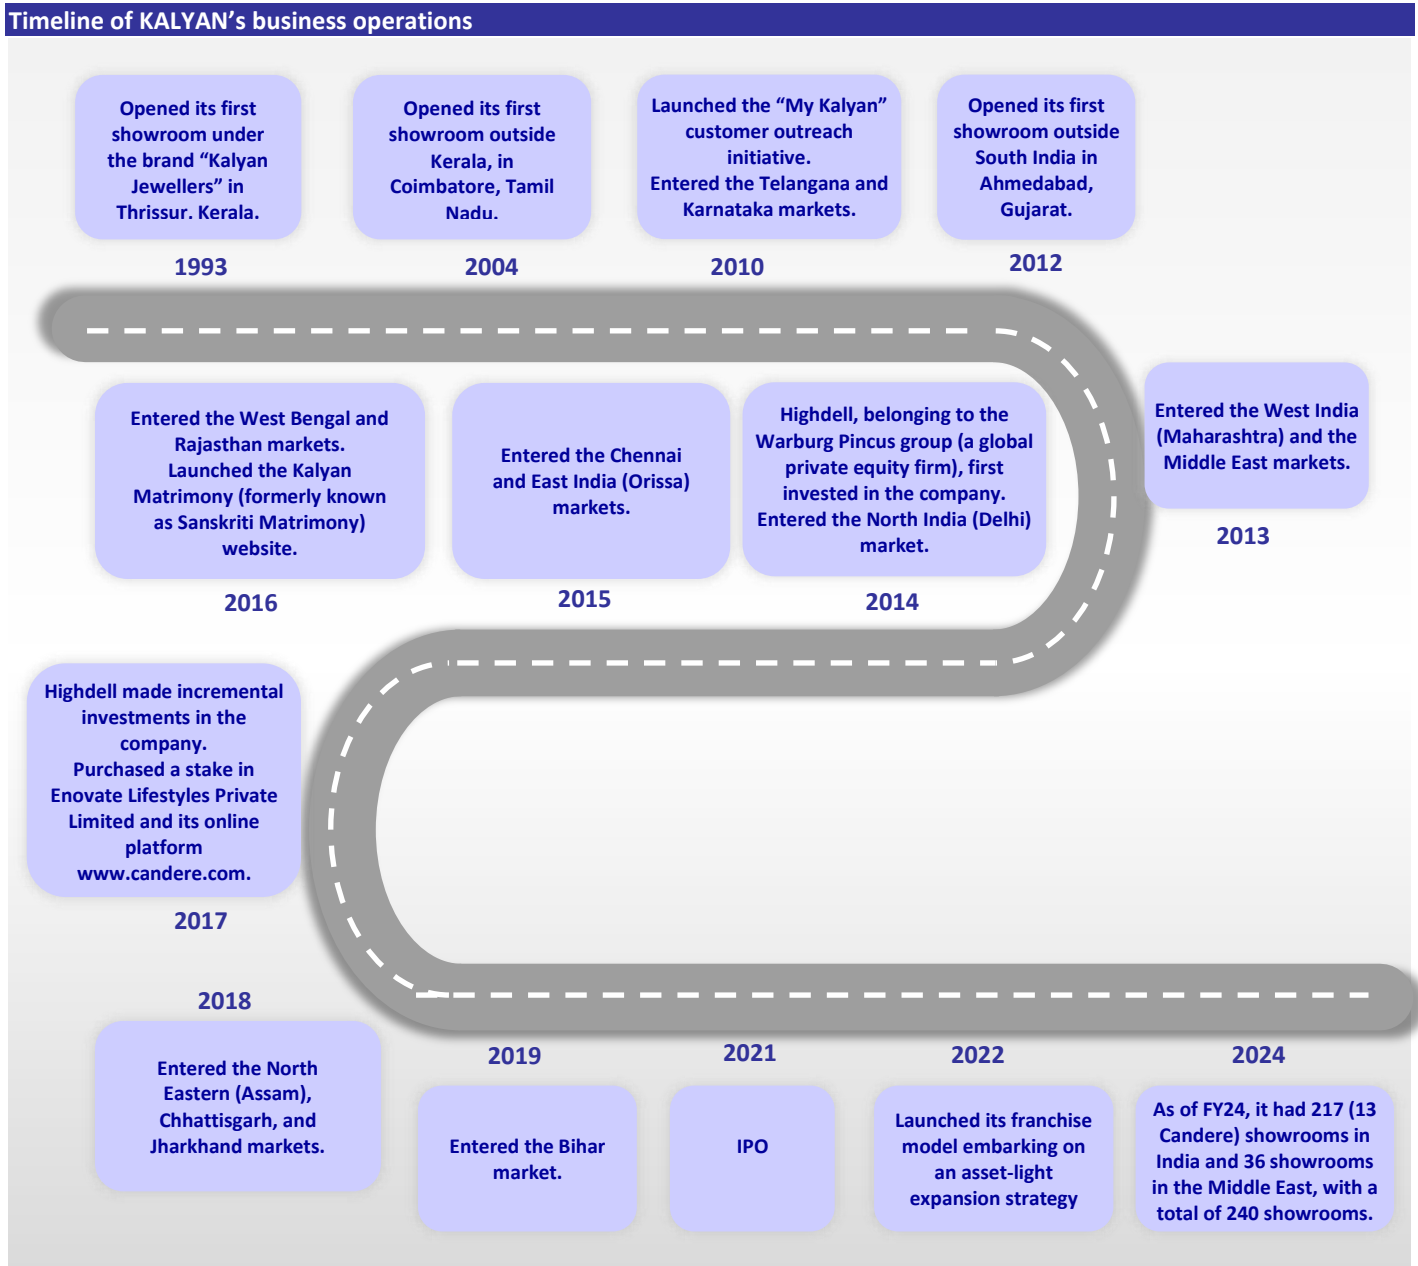 Timeline of KALYAN’s business operations
Opened its first
showroom under
the brand “Kalyan
Jewellers” in
Thrissur. Kerala.
1993
Opened its first
showroom outside
Kerala, in
Coimbatore, Tamil
Nadu.
2004
Launched the “My Kalyan”
customer outreach
initiative.
Entered the Telangana and
Karnataka markets.
2010
Opened its first
showroom outside
South India in
Ahmedabad,
Gujarat.
2012
Entered the West India
(Maharashtra) and the
Middle East markets.
2013
Highdell, belonging to the
Warburg Pincus group (a global
private equity firm), first
invested in the company.
Entered the North India (Delhi)
market.
2014
Entered the Chennai
and East India (Orissa)
markets.
2015
Entered the West Bengal and
Rajasthan markets.
Launched the Kalyan
Matrimony (formerly known
as Sanskriti Matrimony)
website.
2016
Highdell made incremental
investments in the
company.
Purchased a stake in
Enovate Lifestyles Private
Limited and its online
platform
www.candere.com.
2017
2018
Entered the North
Eastern (Assam),
Chhattisgarh, and
Jharkhand markets.
2019
Entered the Bihar
market.
2021
IPO
2022
Launched its franchise
model embarking on
an asset-light
expansion strategy
2024
As of FY24, it had 217 (13
Candere) showrooms in
India and 36 showrooms
in the Middle East, with a
total of 240 showrooms.